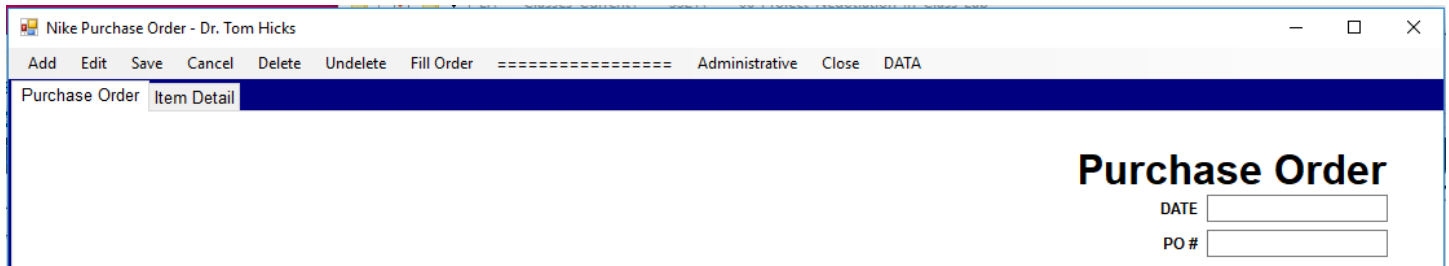 Nike Purchase Order - Dr. Tom Hicks
Add Edit Save Cancel Delete Undelete Fill Order ================= Administrative Close DATA
Purchase Order Item Detail
Purchase Order
DATE
PO #